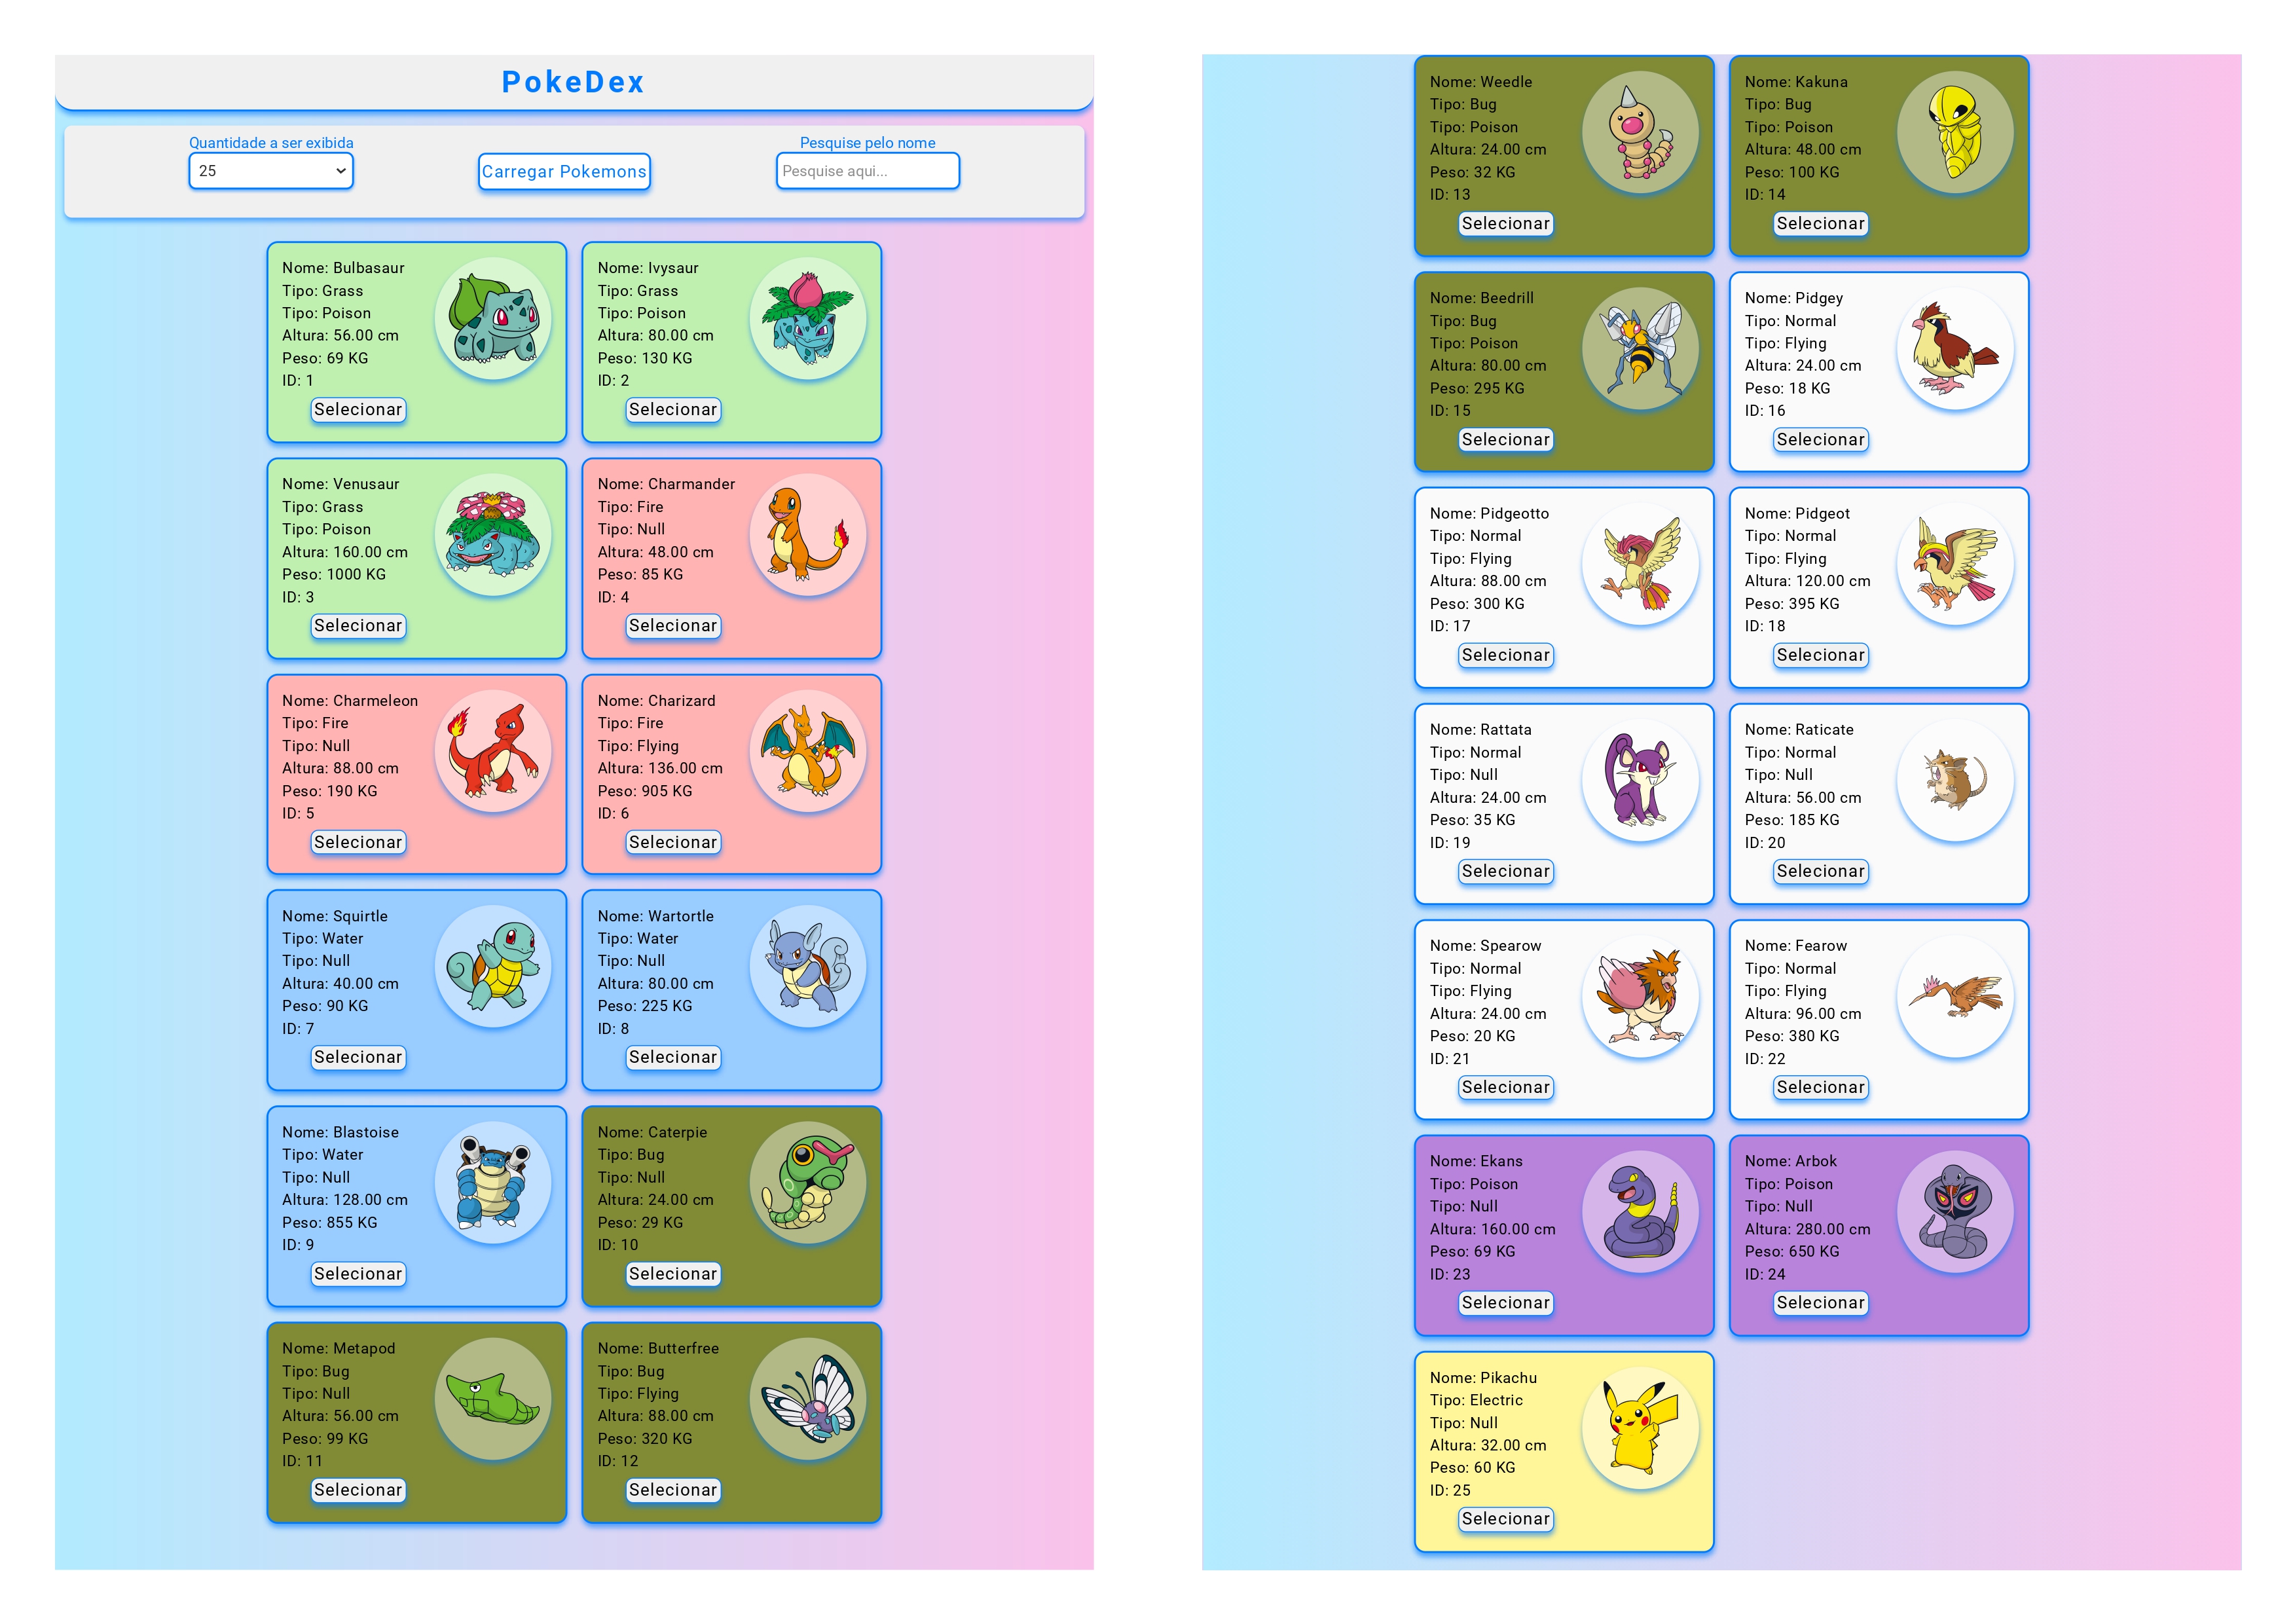 PokeDex
Quantidade a ser exibida
25
Carregar Pokemons
Pesquise pelo nome
Pesquise aqui...
Nome: Bulbasaur
Tipo: Grass
Tipo: Poison
Altura: 56.00 cm
Peso: 69 KG
ID: 1
Selecionar
Nome: Ivysaur
Tipo: Grass
Tipo: Poison
Altura: 80.00 cm
Peso: 130 KG
ID: 2
Selecionar
Nome: Venusaur
Tipo: Grass
Tipo: Poison
Altura: 160.00 cm
Peso: 1000 KG
ID: 3
Selecionar
Nome: Charmander
Tipo: Fire
Tipo: Null
Altura: 48.00 cm
Peso: 85 KG
ID: 4
Selecionar
Nome: Charmeleon
Tipo: Fire
Tipo: Null
Altura: 88.00 cm
Peso: 190 KG
ID: 5
Selecionar
Nome: Charizard
Tipo: Fire
Tipo: Flying
Altura: 136.00 cm
Peso: 905 KG
ID: 6
Selecionar
Nome: Squirtle
Tipo: Water
Tipo: Null
Altura: 40.00 cm
Peso: 90 KG
ID: 7
Selecionar
Nome: Wartortle
Tipo: Water
Tipo: Null
Altura: 80.00 cm
Peso: 225 KG
ID: 8
Selecionar
Nome: Blastoise
Tipo: Water
Tipo: Null
Altura: 128.00 cm
Peso: 855 KG
ID: 9
Selecionar
Nome: Caterpie
Tipo: Bug
Tipo: Null
Altura: 24.00 cm
Peso: 29 KG
ID: 10
Selecionar
Nome: Metapod
Tipo: Bug
Tipo: Null
Altura: 56.00 cm
Peso: 99 KG
ID: 11
Selecionar
Nome: Butterfree
Tipo: Bug
Tipo: Flying
Altura: 88.00 cm
Peso: 320 KG
ID: 12
Selecionar
Nome: Weedle
Tipo: Bug
Tipo: Poison
Altura: 24.00 cm
Peso: 32 KG
ID: 13
Selecionar
Nome: Kakuna
Tipo: Bug
Tipo: Poison
Altura: 48.00 cm
Peso: 100 KG
ID: 14
Selecionar
Nome: Beedrill
Tipo: Bug
Tipo: Poison
Altura: 80.00 cm
Peso: 295 KG
ID: 15
Selecionar
Nome: Pidgey
Tipo: Normal
Tipo: Flying
Altura: 24.00 cm
Peso: 18 KG
ID: 16
Selecionar
Nome: Pidgeotto
Tipo: Normal
Tipo: Flying
Altura: 88.00 cm
Peso: 300 KG
ID: 17
Selecionar
Nome: Pidgeot
Tipo: Normal
Tipo: Flying
Altura: 120.00 cm
Peso: 395 KG
ID: 18
Selecionar
Nome: Rattata
Tipo: Normal
Tipo: Null
Altura: 24.00 cm
Peso: 35 KG
ID: 19
Selecionar
Nome: Raticate
Tipo: Normal
Tipo: Null
Altura: 56.00 cm
Peso: 185 KG
ID: 20
Selecionar
Nome: Spearow
Tipo: Normal
Tipo: Flying
Altura: 24.00 cm
Peso: 20 KG
ID: 21
Selecionar
Nome: Fearow
Tipo: Normal
Tipo: Flying
Altura: 96.00 cm
Peso: 380 KG
ID: 22
Selecionar
Nome: Ekans
Tipo: Poison
Tipo: Null
Altura: 160.00 cm
Peso: 69 KG
ID: 23
Selecionar
Nome: Arbok
Tipo: Poison
Tipo: Null
Altura: 280.00 cm
Peso: 650 KG
ID: 24
Selecionar
Nome: Pikachu
Tipo: Electric
Tipo: Null
Altura: 32.00 cm
Peso: 60 KG
ID: 25
Selecionar